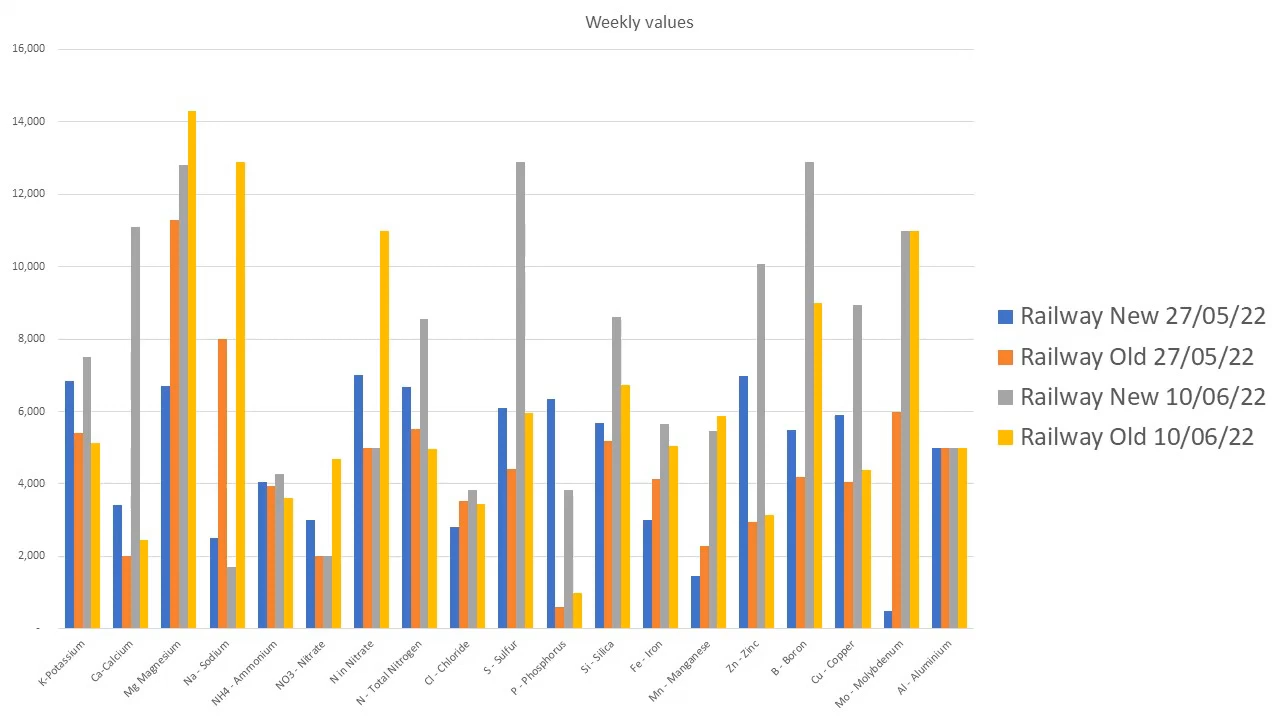 Weekly values
16,000
14,000
12,000
10,000
8,000
6,000
4,000
2,000
-
K-Potassium
Ca-Calcium
Mg Magnesium
Na - Sodium
NH4 - Ammonium
NO3 - Nitrate
N in Nitrate
N - Total Nitrogen
Cl - Chloride
S - Sulfur
P - Phosphorus
Si - Silica
Fe - Iron
Mn - Manganese
Zn - Zinc
B - Boron
Cu - Copper
Mo - Molybdenum
Al - Aluminium
Railway New 27/05/22
Railway Old 27/05/22
Railway New 10/06/22
Railway Old 10/06/22